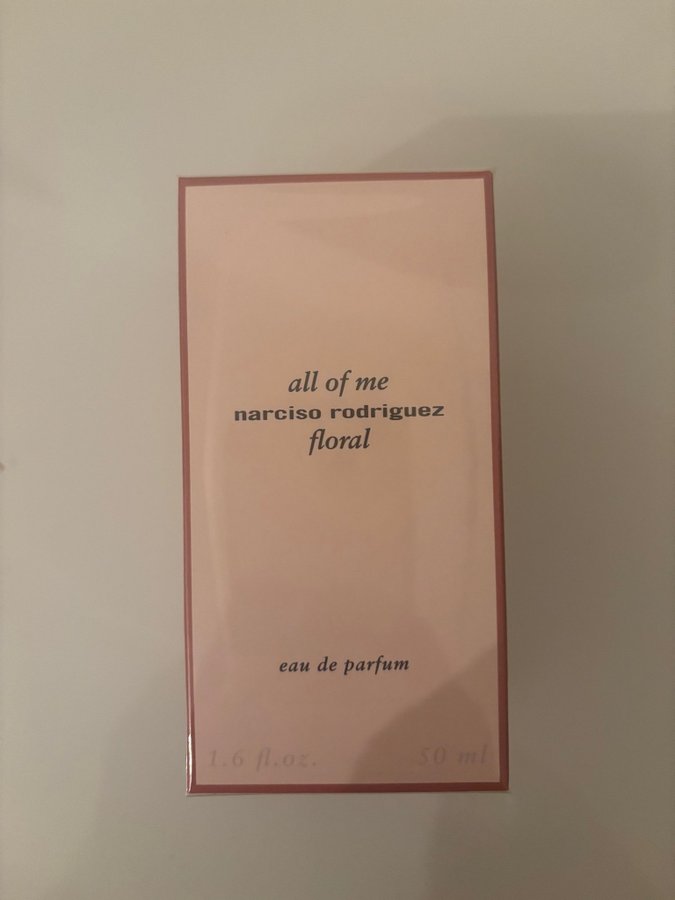 all of me
narciso rodriguez
floral
eau de parfum
1.6 fl.oz. 50 ml